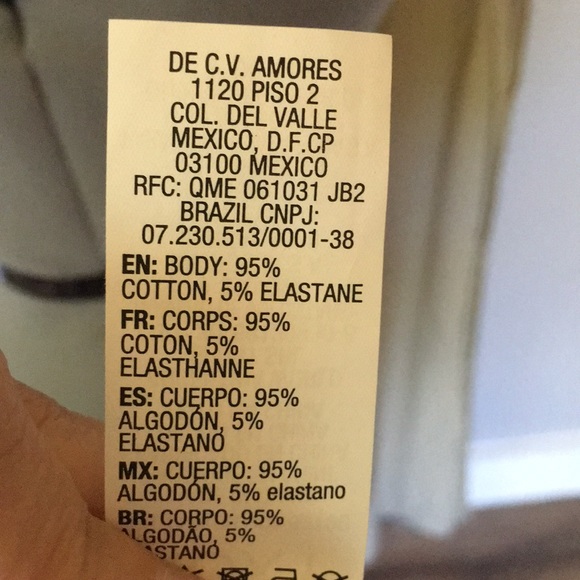 DE C.V. AMORES
1120 PISO 2
COL. DEL VALLE
MEXICO, D.F.CP
03100 MEXICO
RFC: QME 061031 JB2
BRAZIL CNPJ:
07.230.513/0001-38
EN: BODY: 95%
COTTON, 5% ELASTANE
FR: CORPS: 95%
COTON, 5%
ELASTHANNE
ES: CUERPO: 95%
ALGODÓN, 5%
ELASTANO
MX: CUERPO: 95%
ALGODÓN, 5% elastano
BR: CORPO: 95%
ALGODÃO, 5%